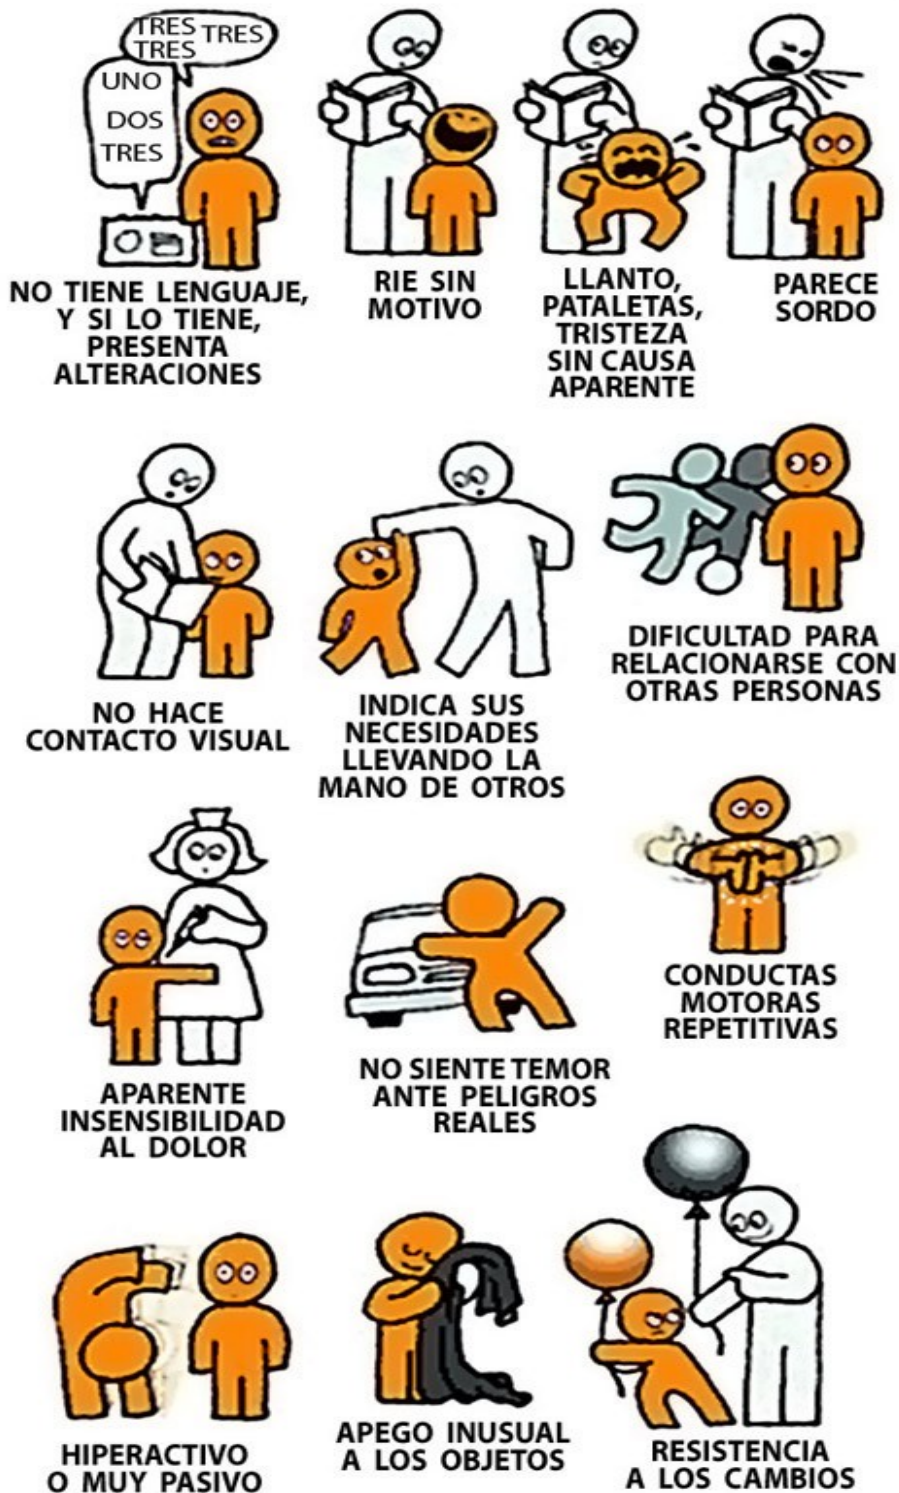 TRES
TRES TRES
UNO
DOS
TRES
NO TIENE LENGUAJE,
Y SI LO TIENE,
PRESENTA
ALTERACIONES
RIE SIN
MOTIVO
LLANTO,
PATALETAS,
TRISTEZA
SIN CAUSA
APARENTE
PARECE
SORDO
NO HACE
CONTACTO VISUAL
INDICA SUS
NECESIDADES
LLEVANDO LA
MANO DE OTROS
DIFICULTAD PARA
RELACIONARSE CON
OTRAS PERSONAS
APARENTE
INSENSIBILIDAD
AL DOLOR
NO SIENTE TEMOR
ANTE PELIGROS
REALES
CONDUCTAS
MOTORAS
REPETITIVAS
HIPERACTIVO
O MUY PASIVO
APEGO INUSUAL
A LOS OBJETOS
RESISTENCIA
A LOS CAMBIOS